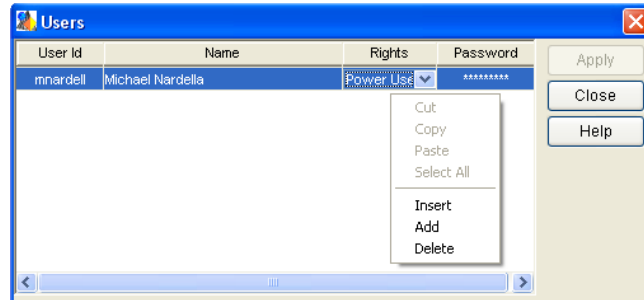 Users
User Id Name Rights Password
mnardell Michael Nardella Power Use *********
Apply
Close
Help
Cut
Copy
Paste
Select All
Insert
Add
Delete